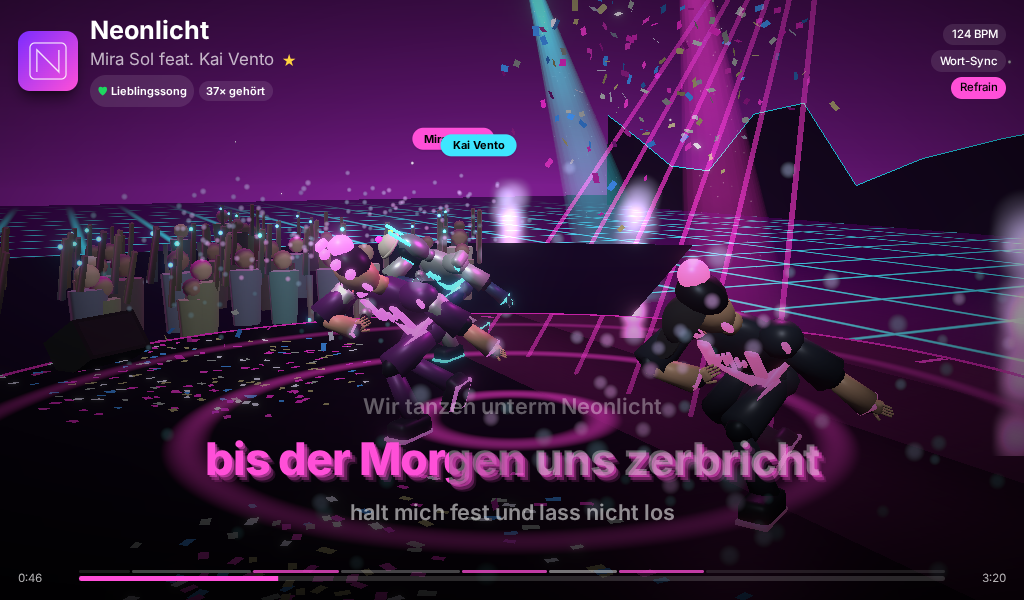 Neonlicht
Mira Sol feat. Kai Vento ★
Lieblingssong
37× gehört
124 BPM
Wort-Sync
Refrain
Kai Vento
Wir tanzen unterm Neonlicht
bis der Morgen uns zerbricht
halt mich fest und lass nicht los
0:46
3:20